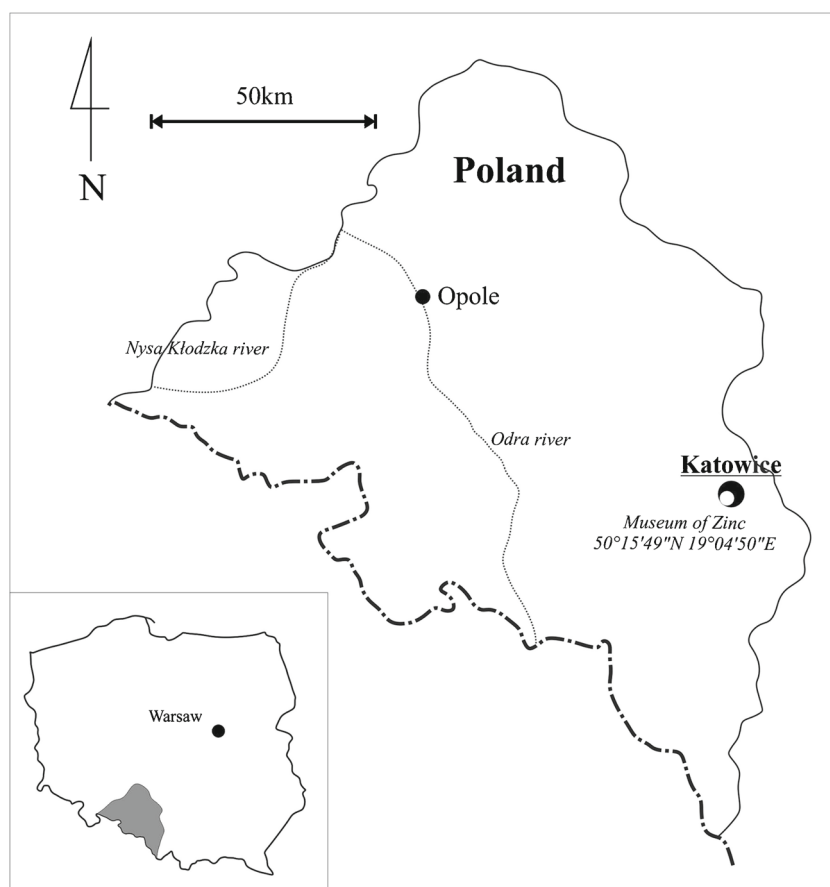 50km
N
Poland
Opole
Nysa Kłodzka river
Odra river
Katowice
Museum of Zinc
50°15'49"N 19°04'50"E
Warsaw